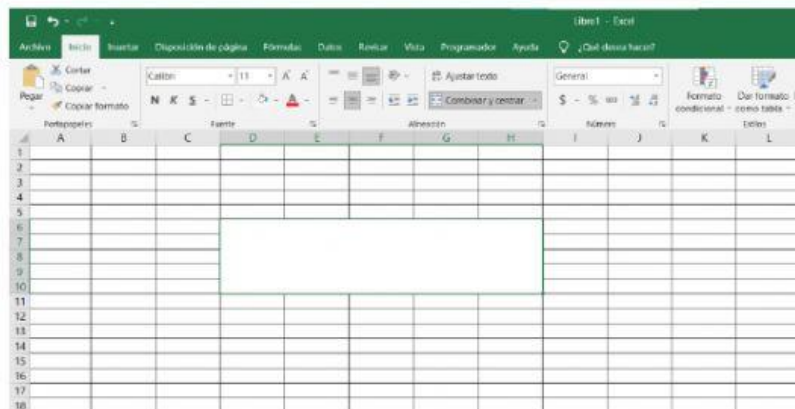 Libro1 - Excel
Archivo Inicio Insertar Disposición de página Fórmulas Datos Revisar Vista Programador Ayuda ¿Qué desea hacer?
Pegar
Cortar
Copiar
Copiar formato
Portapapeles
Calibri 11 A A
N K S A
Fuente
Ajustar texto
Combinar y centrar
Alineación
General
$ % 000
Número
Formato condicional
Dar formato como tabla
Estilos
A B C D E F G H I J K L
1
2
3
4
5
6
7
8
9
10
11
12
13
14
15
16
17
18